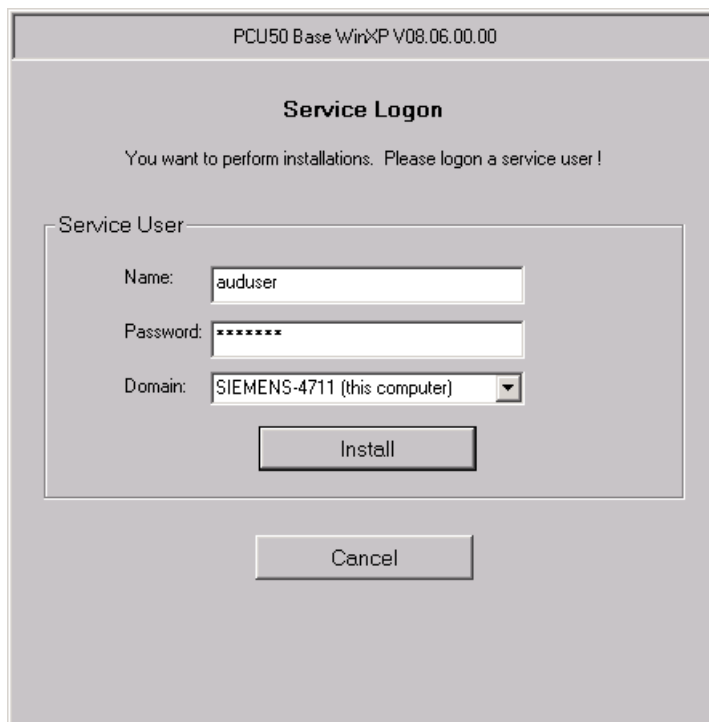 PCU50 Base WinXP V08.06.00.00
Service Logon
You want to perform installations. Please logon a service user !
Service User
Name: auduser
Password: *******
Domain: SIEMENS-4711 (this computer)
Install
Cancel